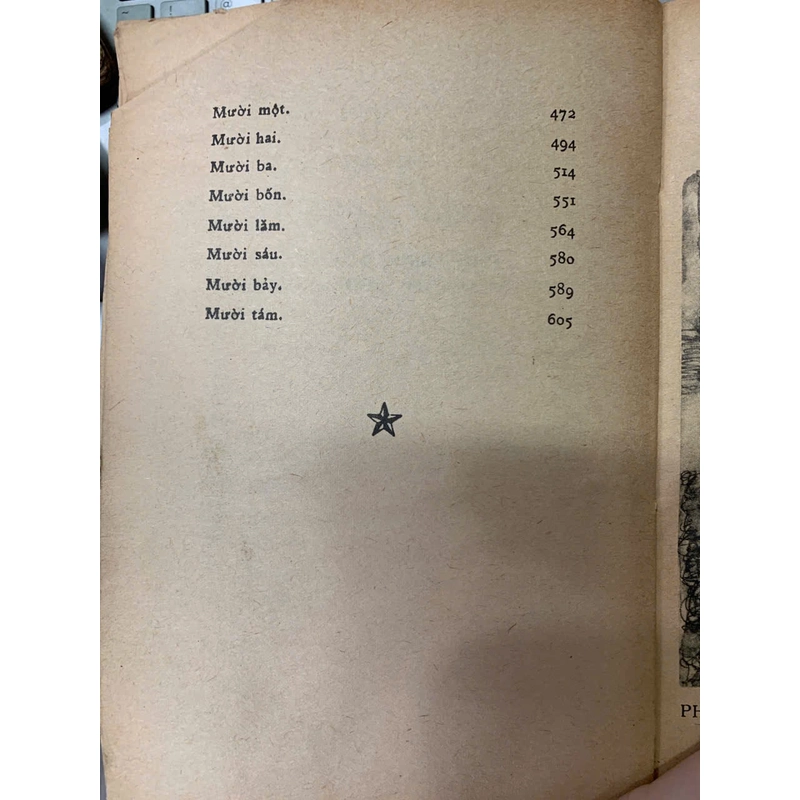 Mười một. 472
Mười hai. 494
Mười ba. 514
Mười bốn. 551
Mười lăm. 564
Mười sáu. 580
Mười bảy. 589
Mười tám. 605
PH